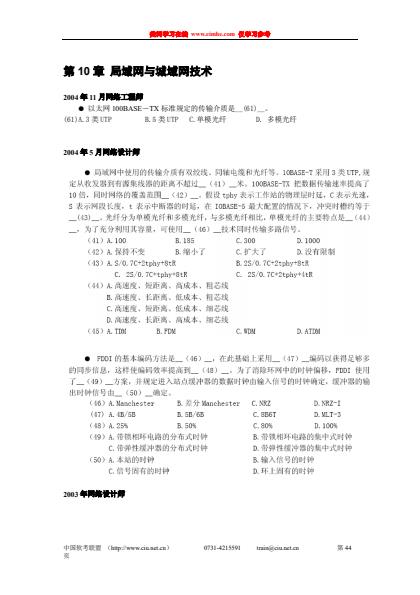 我们学习在线 www.cimhc.com 仅学习参考
第 10 章 局域网与城域网技术
2004 年 11 月网络工程师
● 以太网 100BASE－TX 标准规定的传输介质是__(61)__。
(61)A.3 类 UTP B.5 类 UTP C.单模光纤 D. 多模光纤
2004 年 5 月网络设计师
● 局域网中使用的传输介质有双绞线、同轴电缆和光纤等。10BASE-T 采用 3 类 UTP,规
定从收发器到有源集线器的距离不超过__（41）__米。100BASE-TX 把数据传输速率提高了
10 倍，同时网络的覆盖范围__（42）__。假设 tphy 表示工作站的物理层时延，C 表示光速，
S 表示网段长度，t 表示中断器的时延，在 10BASE-5 最大配置的情况下，冲突时槽约等于
__(43)__。光纤分为单模光纤和多模光纤，与多模光纤相比，单模光纤的主要特点是__（44）
__，为了充分利用其容量，可使用__（46）__技术同时传输多路信号。
（41）A.100 B.185 C.300 D.1000
（42）A.保持不变 B.缩小了 C.扩大了 D.没有限制
（43）A.S/0.7C+2tphy+8tR B.2S/0.7C+2tphy+8tR
C. 2S/0.7C+tphy+8tR C. 2S/0.7C+2tphy+4tR
（44）A.高速度、短距离、高成本、粗芯线
B.高速度、长距离、低成本、粗芯线
C.高速度、短距离、低成本、细芯线
D.高速度、长距离、高成本、细芯线
（45）A.TDM B.FDM C.WDM D.ATDM
● FDDI 的基本编码方法是__（46）__，在此基础上采用__（47）__编码以获得足够多
的同步信息，这样使编码效率提高到__（48）__。为了消除环网中的时钟偏移，FDDI 使用
了__（49）__方案，并规定进入站点缓冲器的数据时钟由输入信号的时钟确定，缓冲器的输
出时钟信号由__（50）__确定。
（46）A.Manchester B.差分 Manchester C.NRZ D.NRZ-I
（47）A.4B/5B B.5B/6B C.8B6T D.MLT-3
（48）A.25% B.50% C.80% D.100%
（49）A.带锁相环电路的分布式时钟 B.带锁相环电路的集中式时钟
C.带弹性缓冲器的分布式时钟 D.带弹性缓冲器的集中式时钟
（50）A.本站的时钟 B.输入信号的时钟
C.信号固有的时钟 D.环上固有的时钟
2003 年网络设计师
中国软考联盟 （http://www.ciu.net.cn） 0731-4215591 train@ciu.net.cn 第 44
页